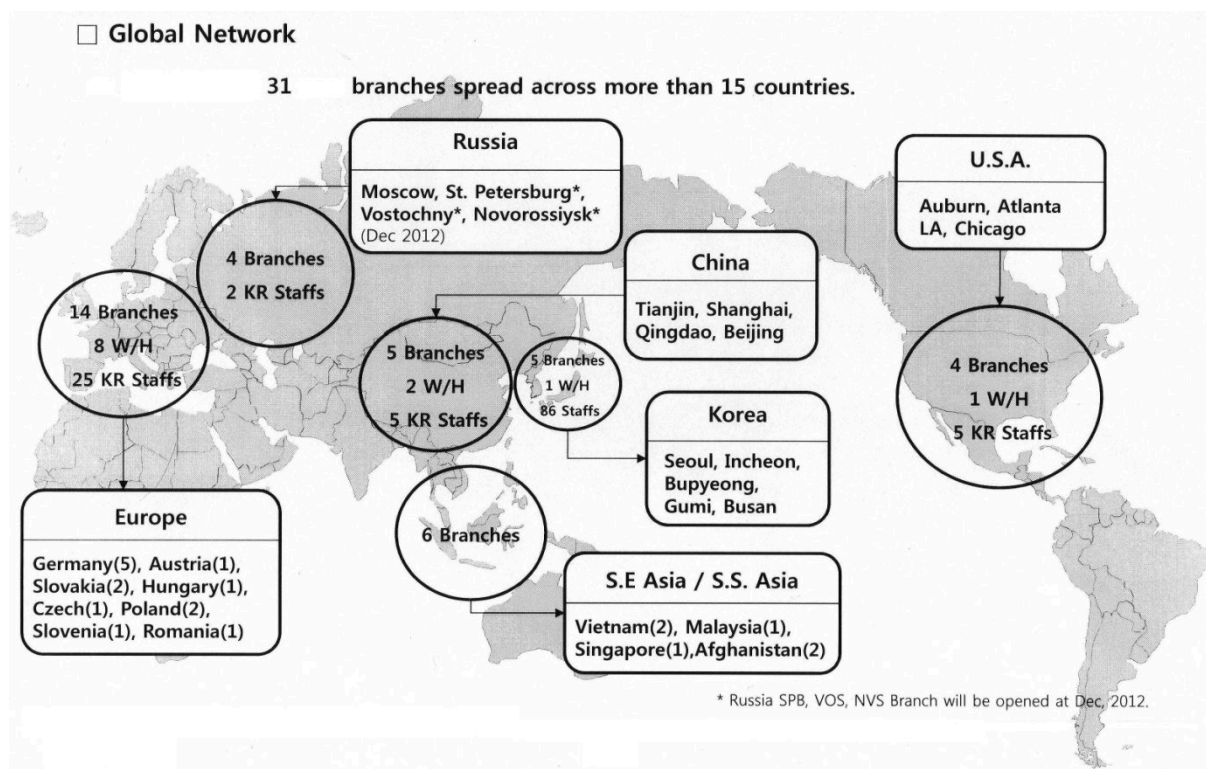 □ Global Network
31 branches spread across more than 15 countries.
Russia
Moscow, St. Petersburg*,
Vostochny*, Novorossiysk*
(Dec 2012)
U.S.A.
Auburn, Atlanta
LA, Chicago
China
Tianjin, Shanghai,
Qingdao, Beijing
4 Branches
2 KR Staffs
14 Branches
8 W/H
25 KR Staffs
5 Branches
2 W/H
5 KR Staffs
5 Branches
1 W/H
86 Staffs
4 Branches
1 W/H
5 KR Staffs
Korea
Seoul, Incheon,
Bupyeong,
Gumi, Busan
6 Branches
Europe
Germany(5), Austria(1),
Slovakia(2), Hungary(1),
Czech(1), Poland(2),
Slovenia(1), Romania(1)
S.E Asia / S.S. Asia
Vietnam(2), Malaysia(1),
Singapore(1),Afghanistan(2)
* Russia SPB, VOS, NVS Branch will be opened at Dec, 2012.